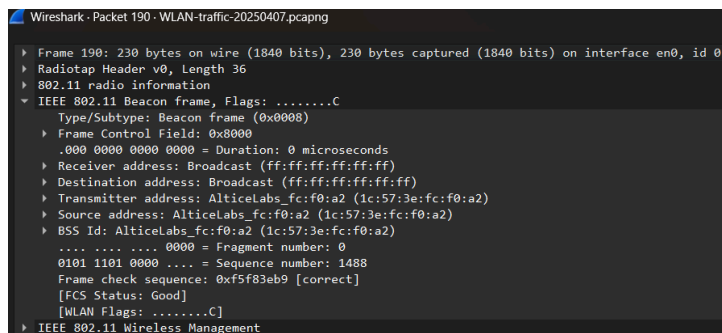 Wireshark · Packet 190 · WLAN-traffic-20250407.pcapng
Frame 190: 230 bytes on wire (1840 bits), 230 bytes captured (1840 bits) on interface en0, id 0
Radiotap Header v0, Length 36
802.11 radio information
IEEE 802.11 Beacon frame, Flags: ........C
Type/Subtype: Beacon frame (0x0008)
Frame Control Field: 0x8000
.000 0000 0000 0000 = Duration: 0 microseconds
Receiver address: Broadcast (ff:ff:ff:ff:ff:ff)
Destination address: Broadcast (ff:ff:ff:ff:ff:ff)
Transmitter address: AlticeLabs_fc:f0:a2 (1c:57:3e:fc:f0:a2)
Source address: AlticeLabs_fc:f0:a2 (1c:57:3e:fc:f0:a2)
BSS Id: AlticeLabs_fc:f0:a2 (1c:57:3e:fc:f0:a2)
.... .... .... 0000 = Fragment number: 0
0101 1101 0000 .... = Sequence number: 1488
Frame check sequence: 0xf5f83eb9 [correct]
[FCS Status: Good]
[WLAN Flags: ........C]
IEEE 802.11 Wireless Management